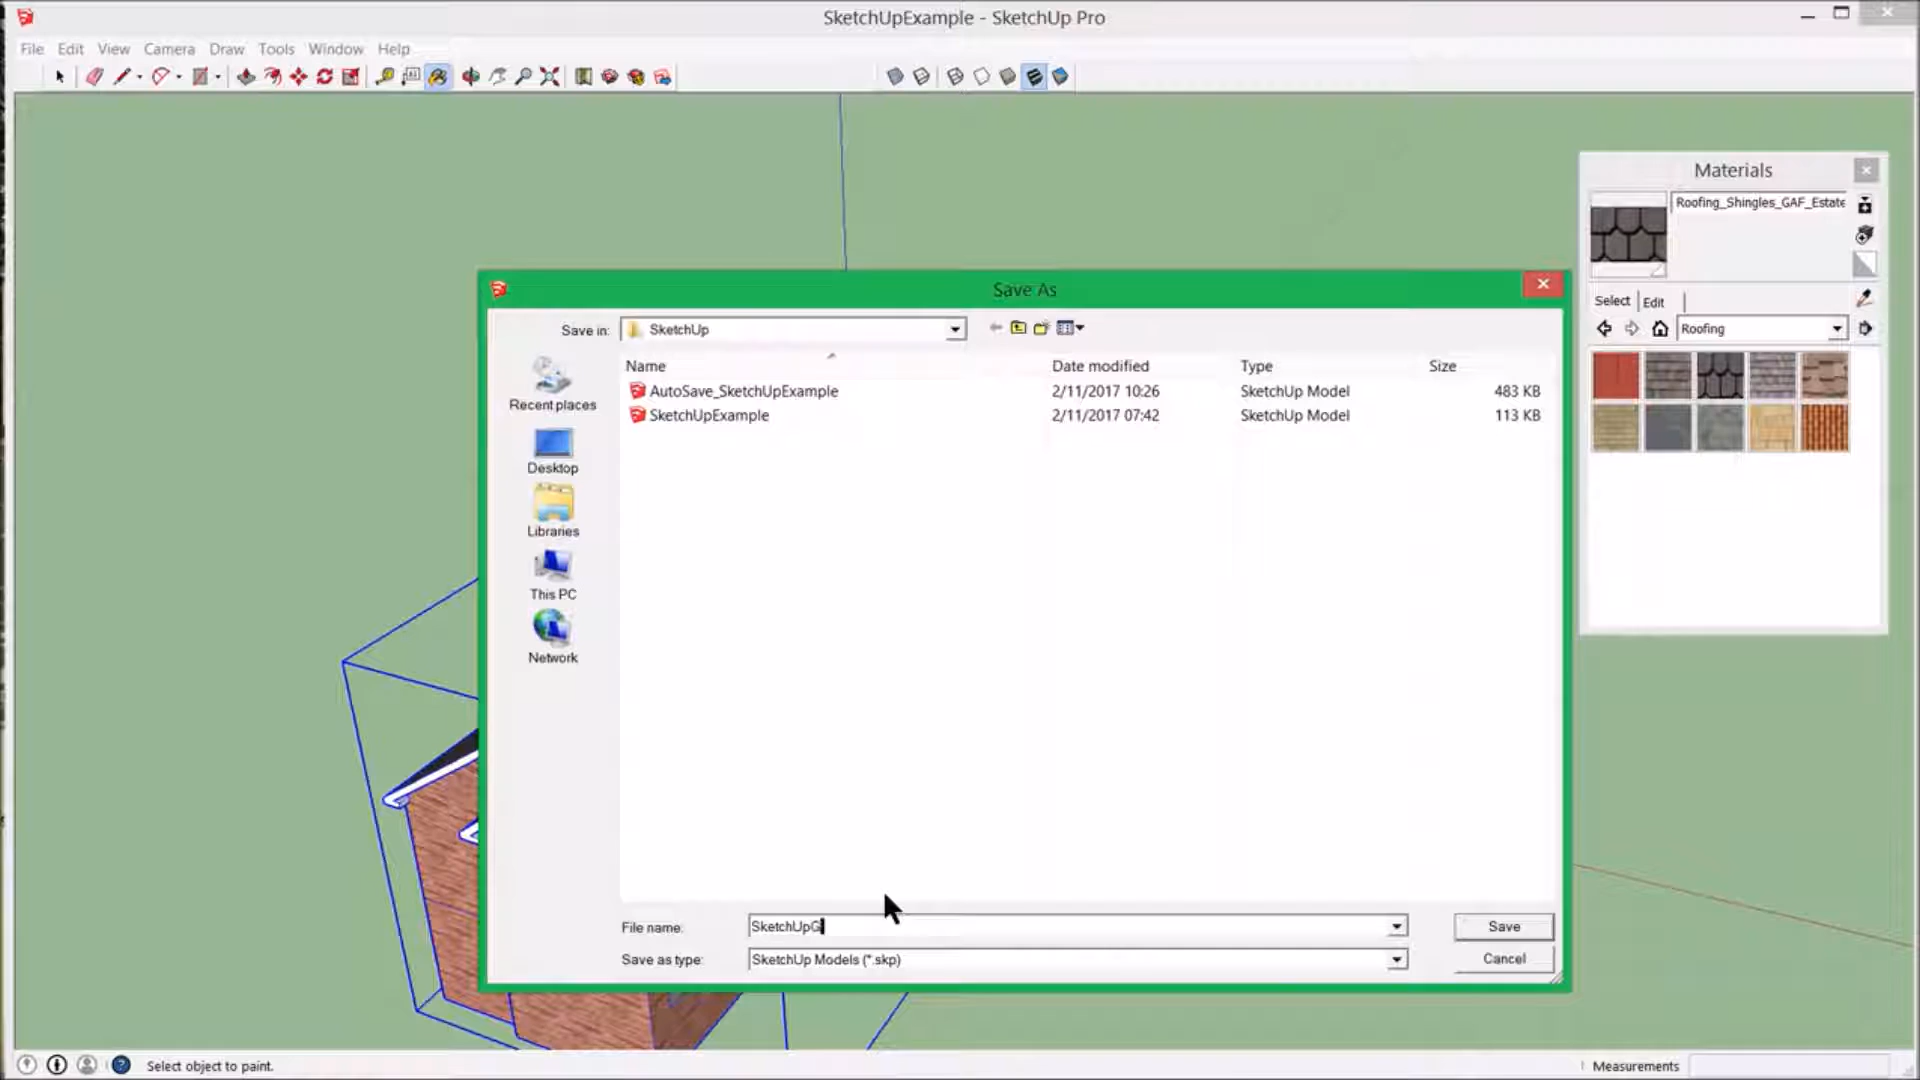 SketchUpExample - SketchUp Pro
File Edit View Camera Draw Tools Window Help
Materials
Roofing_Shingles_GAF_Estate
Select Edit
Roofing
Save As
Save in: SketchUp
Name Date modified Type Size
AutoSave_SketchUpExample 2/11/2017 10:26 SketchUp Model 483 KB
SketchUpExample 2/11/2017 07:42 SketchUp Model 113 KB
Recent places
Desktop
Libraries
This PC
Network
File name: SketchUpG Save
Save as type: SketchUp Models (*.skp) Cancel
Select object to paint. Measurements